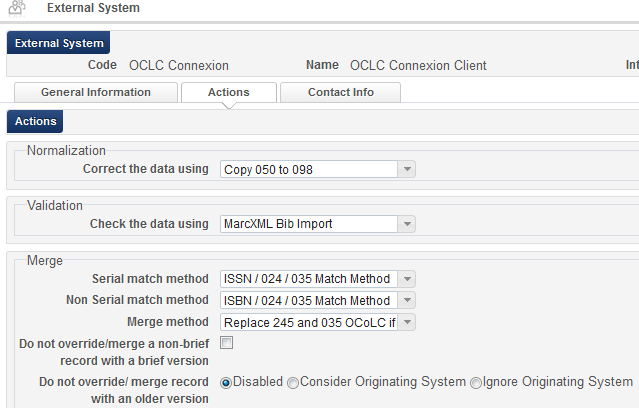 External System
External System
Code OCLC Connexion Name OCLC Connexion Client
General Information Actions Contact Info
Actions
Normalization
Correct the data using Copy 050 to 098
Validation
Check the data using MarcXML Bib Import
Merge
Serial match method ISSN / 024 / 035 Match Method
Non Serial match method ISBN / 024 / 035 Match Method
Merge method Replace 245 and 035 OCoLC if
Do not override/merge a non-brief
record with a brief version
Do not override/ merge record Disabled Consider Originating System Ignore Originating System
with an older version